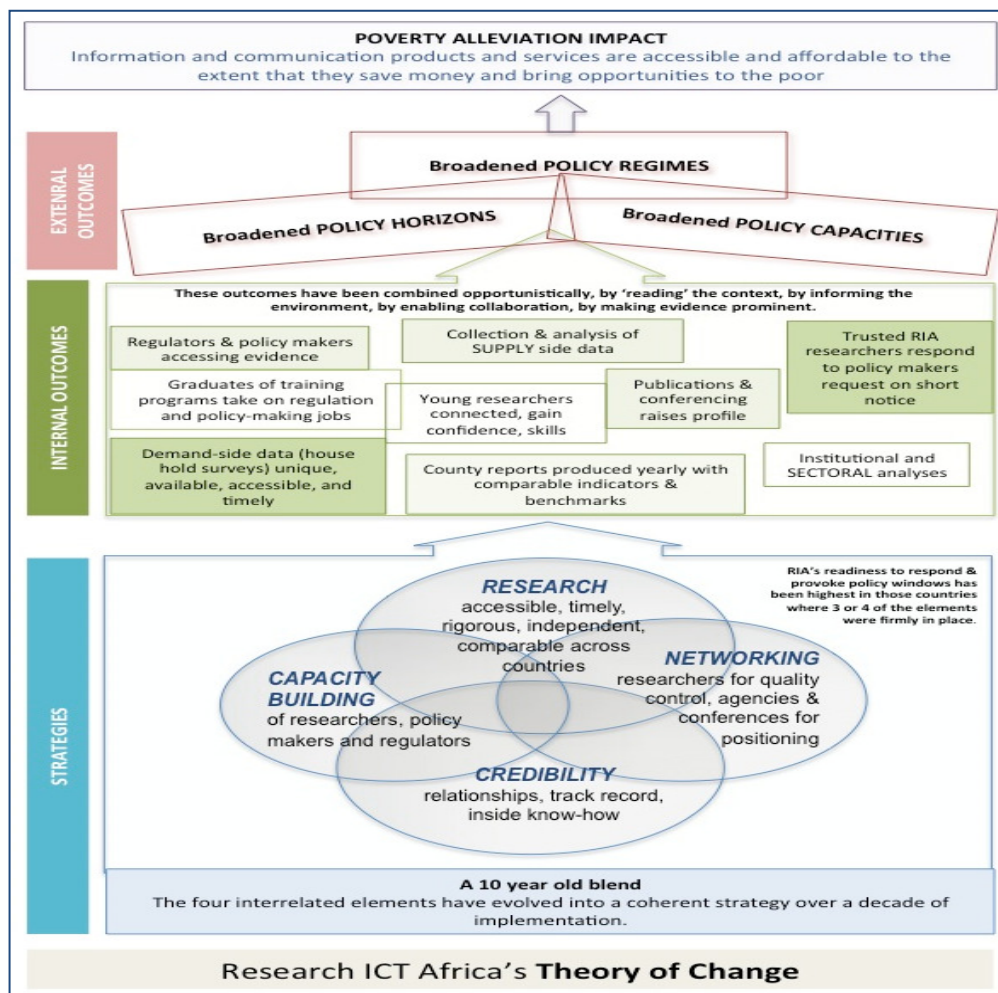 POVERTY ALLEVIATION IMPACT
Information and communication products and services are accessible and affordable to the
extent that they save money and bring opportunities to the poor
EXTENRAL
OUTCOMES
Broadened POLICY REGIMES
Broadened POLICY HORIZONS
Broadened POLICY CAPACITIES
INTERNAL OUTCOMES
These outcomes have been combined opportunistically, by ‘reading’ the context, by informing the
environment, by enabling collaboration, by making evidence prominent.
Regulators & policy makers
accessing evidence
Collection & analysis of
SUPPLY side data
Trusted RIA
researchers respond
to policy makers
request on short
notice
Graduates of training
programs take on regulation
and policy-making jobs
Young researchers
connected, gain
confidence, skills
Publications &
conferencing
raises profile
Demand-side data (house
hold surveys) unique,
available, accessible, and
timely
County reports produced yearly with
comparable indicators &
benchmarks
Institutional and
SECTORAL analyses
STRATEGIES
RIA’s readiness to respond &
provoke policy windows has
been highest in those countries
where 3 or 4 of the elements
were firmly in place.
RESEARCH
accessible, timely,
rigorous, independent,
comparable across
countries
CAPACITY
BUILDING
of researchers, policy
makers and regulators
NETWORKING
researchers for quality
control, agencies &
conferences for
positioning
CREDIBILITY
relationships, track record,
inside know-how
A 10 year old blend
The four interrelated elements have evolved into a coherent strategy over a decade of
implementation.
Research ICT Africa’s Theory of Change